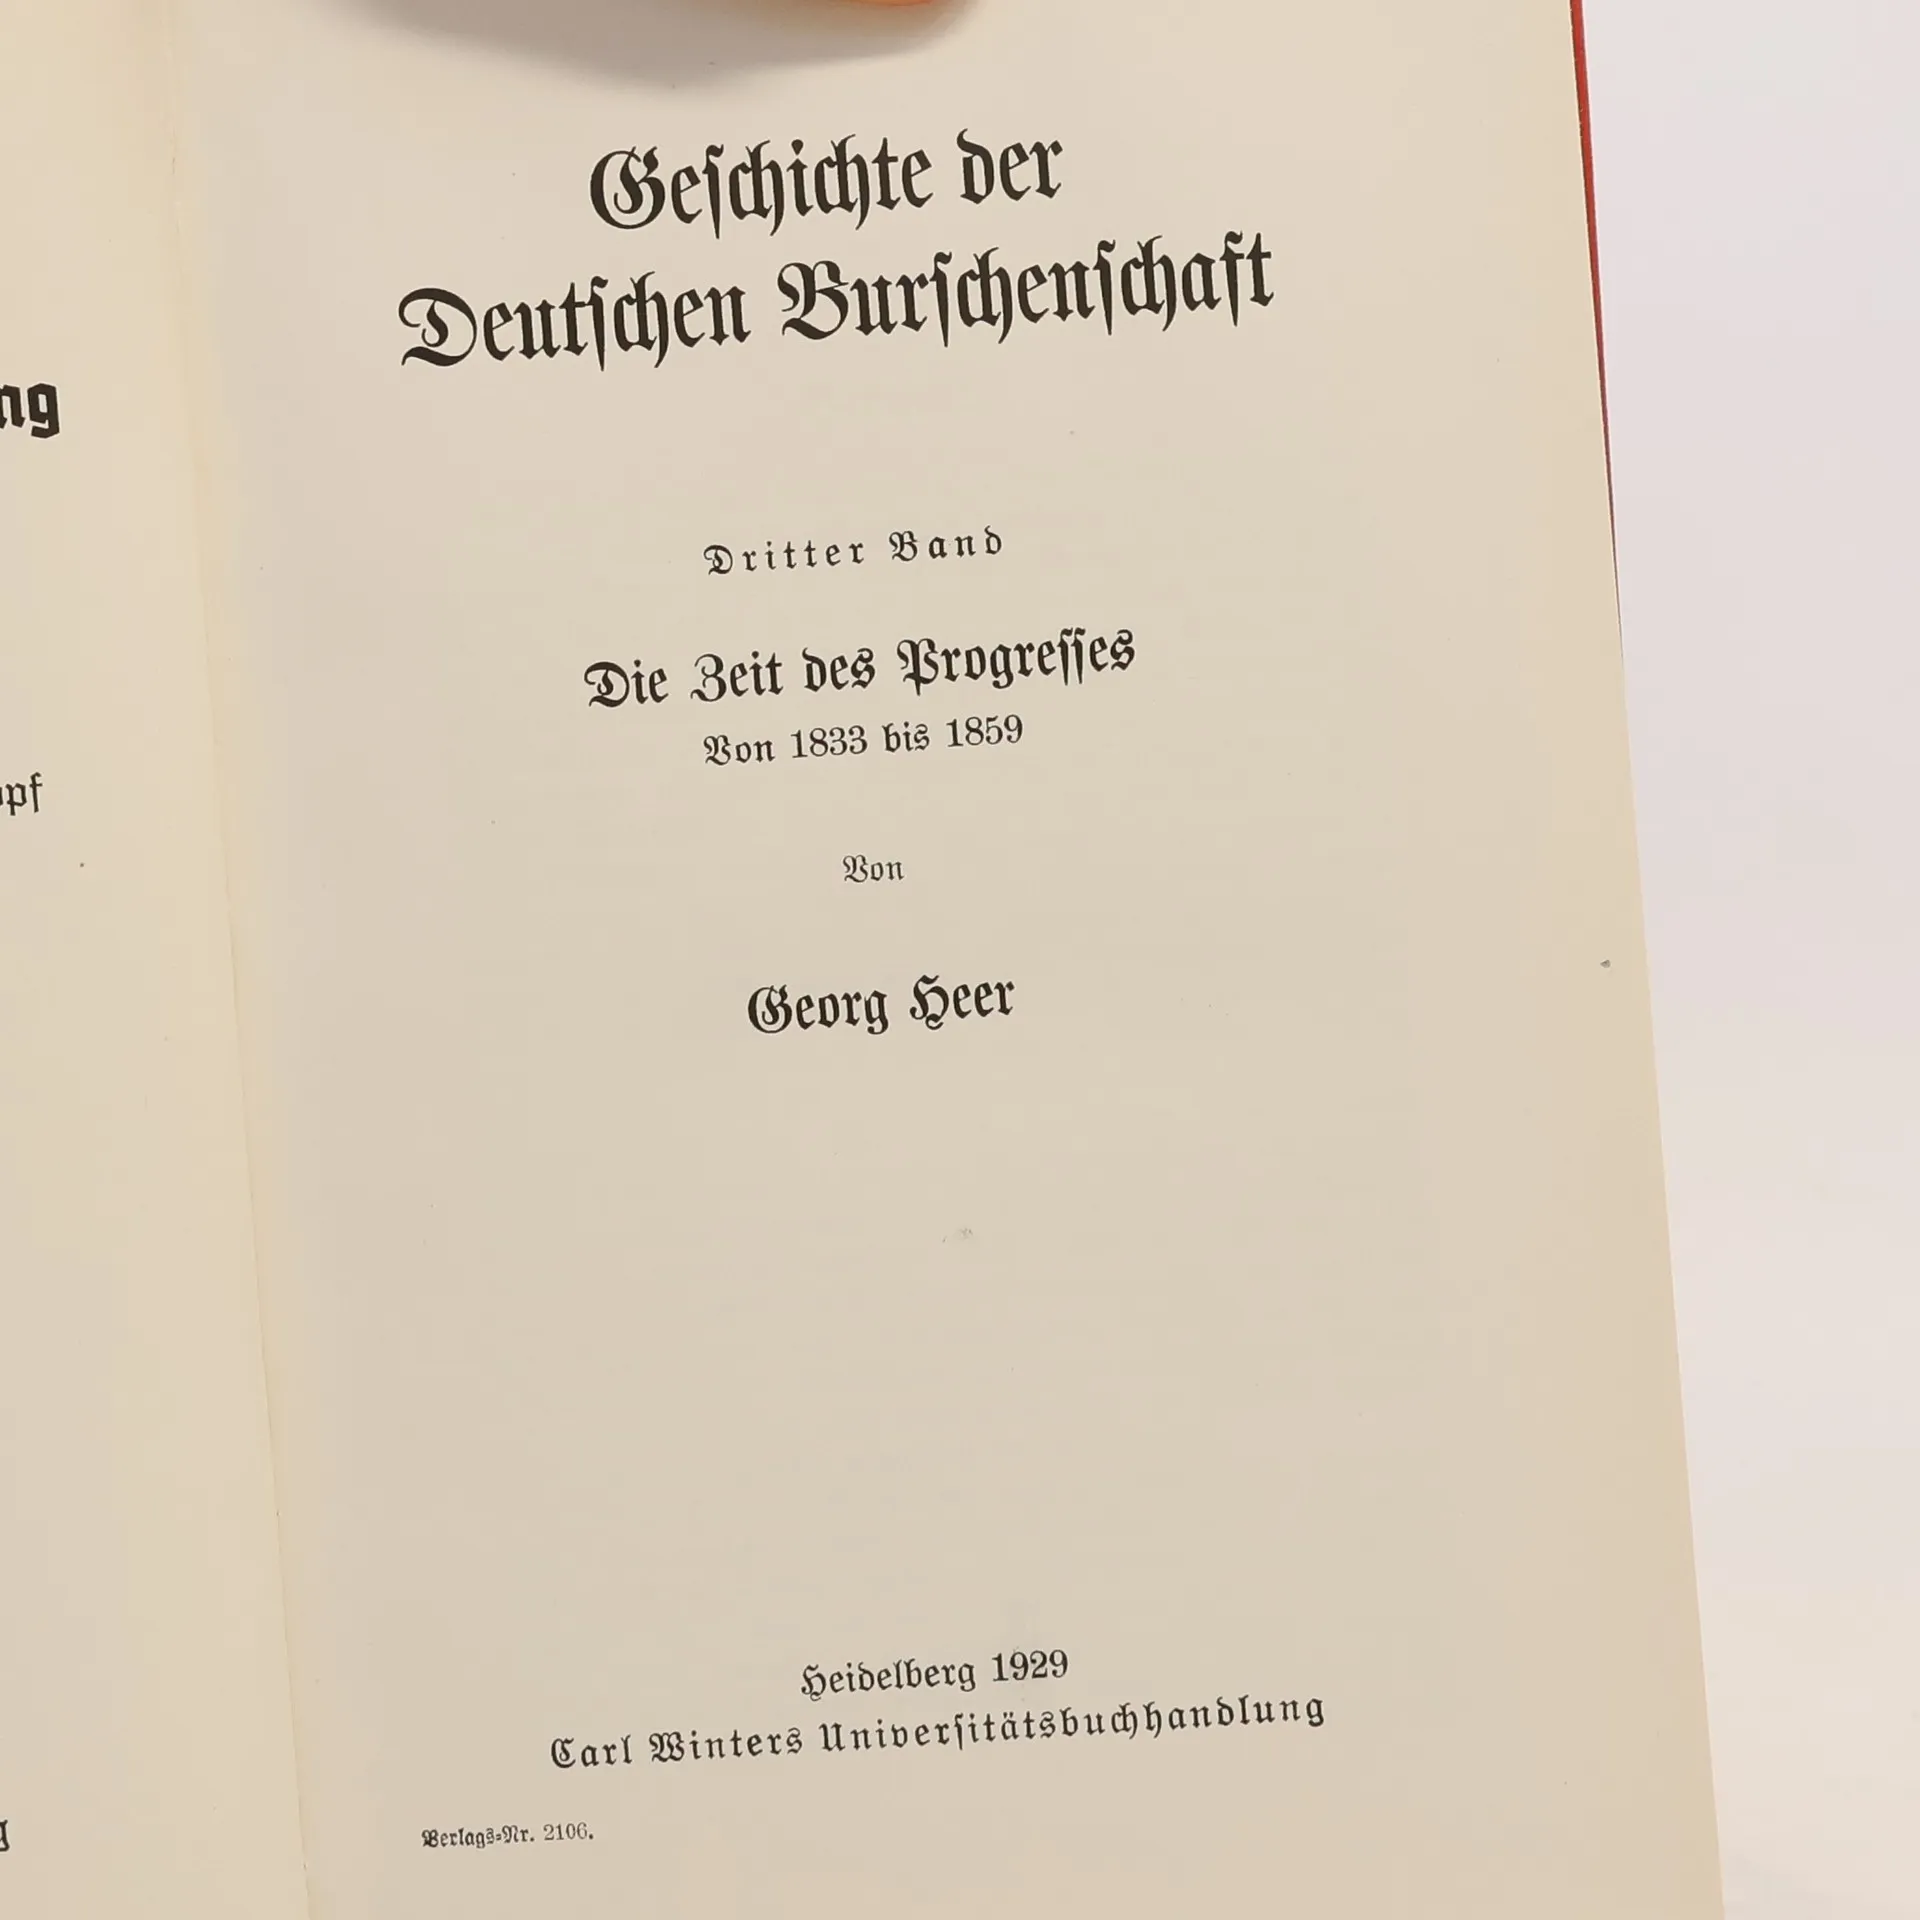 Geſchichte der
Deutſchen Burſchenſchaft
Dritter Band
Die Zeit des Progreſſes
Von 1833 bis 1859
Von
Georg Heer
Heidelberg 1929
Carl Winters Univerſitätsbuchhandlung
Verlags-Nr. 2106.